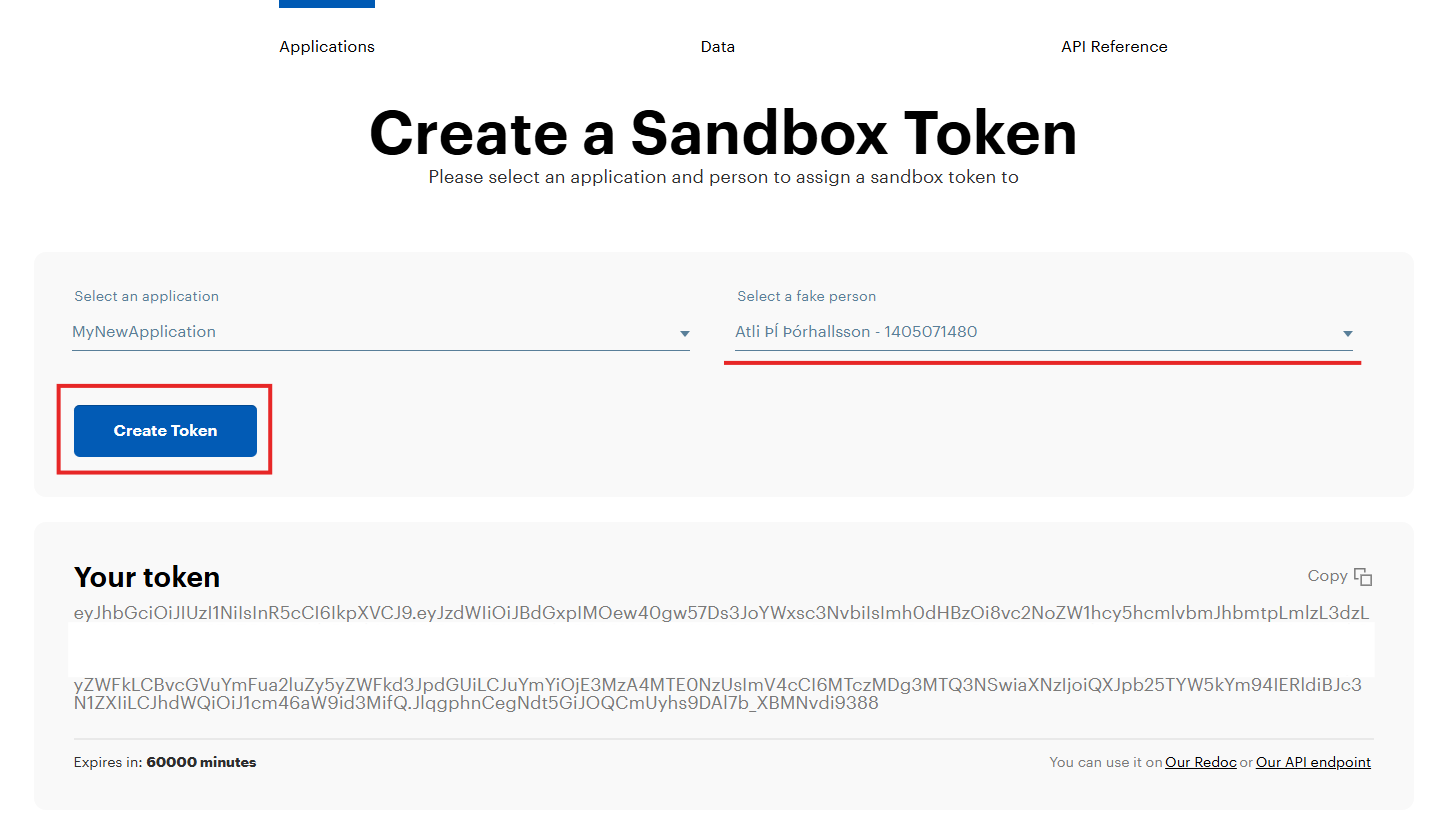 Applications Data API Reference
Create a Sandbox Token
Please select an application and person to assign a sandbox token to
Select an application Select a fake person
MyNewApplication Atli ÞÍ Þórhallsson - 1405071480
Create Token
Your token Copy
eyJhbGciOiJIUzI1NiIsInR5cCI6IkpXVCJ9.eyJzdWIiOiJBdGxpIMOew40gw57Ds3JoYWxsc3NvbiIsImh0dHBzOi8vc2NoZW1hcy5hcmlvbmJhbmtpLmlzL3dzL
yZWFkLCBvcGVuYmFua2luZy5yZWFkd3JpdGUiLCJuYmYiOjE3MzA4MTE0NzUsImV4cCI6MTczMDg3MTQ3NSwiaXNzIjoiQXJpb25TYW5kYm94IERldiBJc3
N1ZXIiLCJhdWQiOiJ1cm46aW9id3MifQ.JlqgphnCegNdt5GiJOQCmUyhs9DAl7b_XBMNvdi9388
Expires in: 60000 minutes You can use it on Our Redoc or Our API endpoint